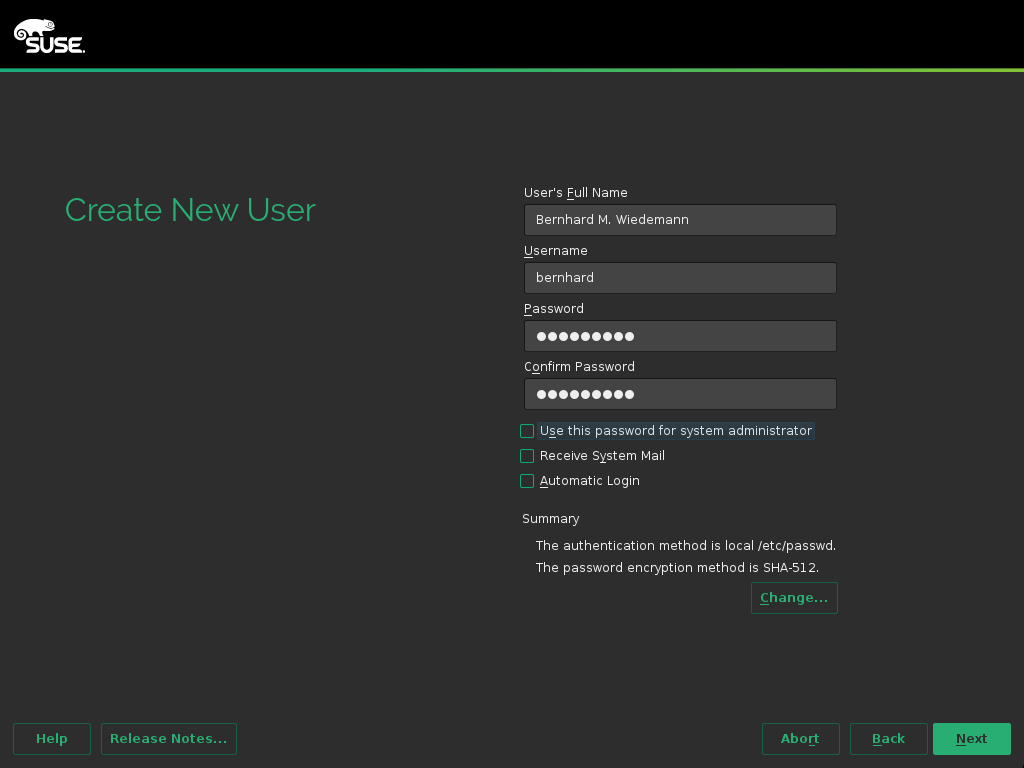 SUSE.
Create New User
User's Full Name
Bernhard M. Wiedemann
Username
bernhard
Password
●●●●●●●●●
Confirm Password
●●●●●●●●●
Use this password for system administrator
Receive System Mail
Automatic Login
Summary
The authentication method is local /etc/passwd.
The password encryption method is SHA-512.
Change...
Help
Release Notes...
Abort
Back
Next